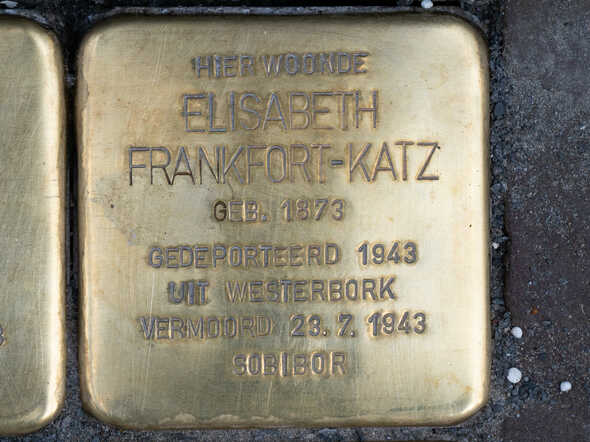 HIER WOONDE
ELISABETH
FRANKFORT-KATZ
GEB. 1873
GEDEPORTEERD 1943
UIT WESTERBORK
VERMOORD 23. 7. 1943
SOBIBOR